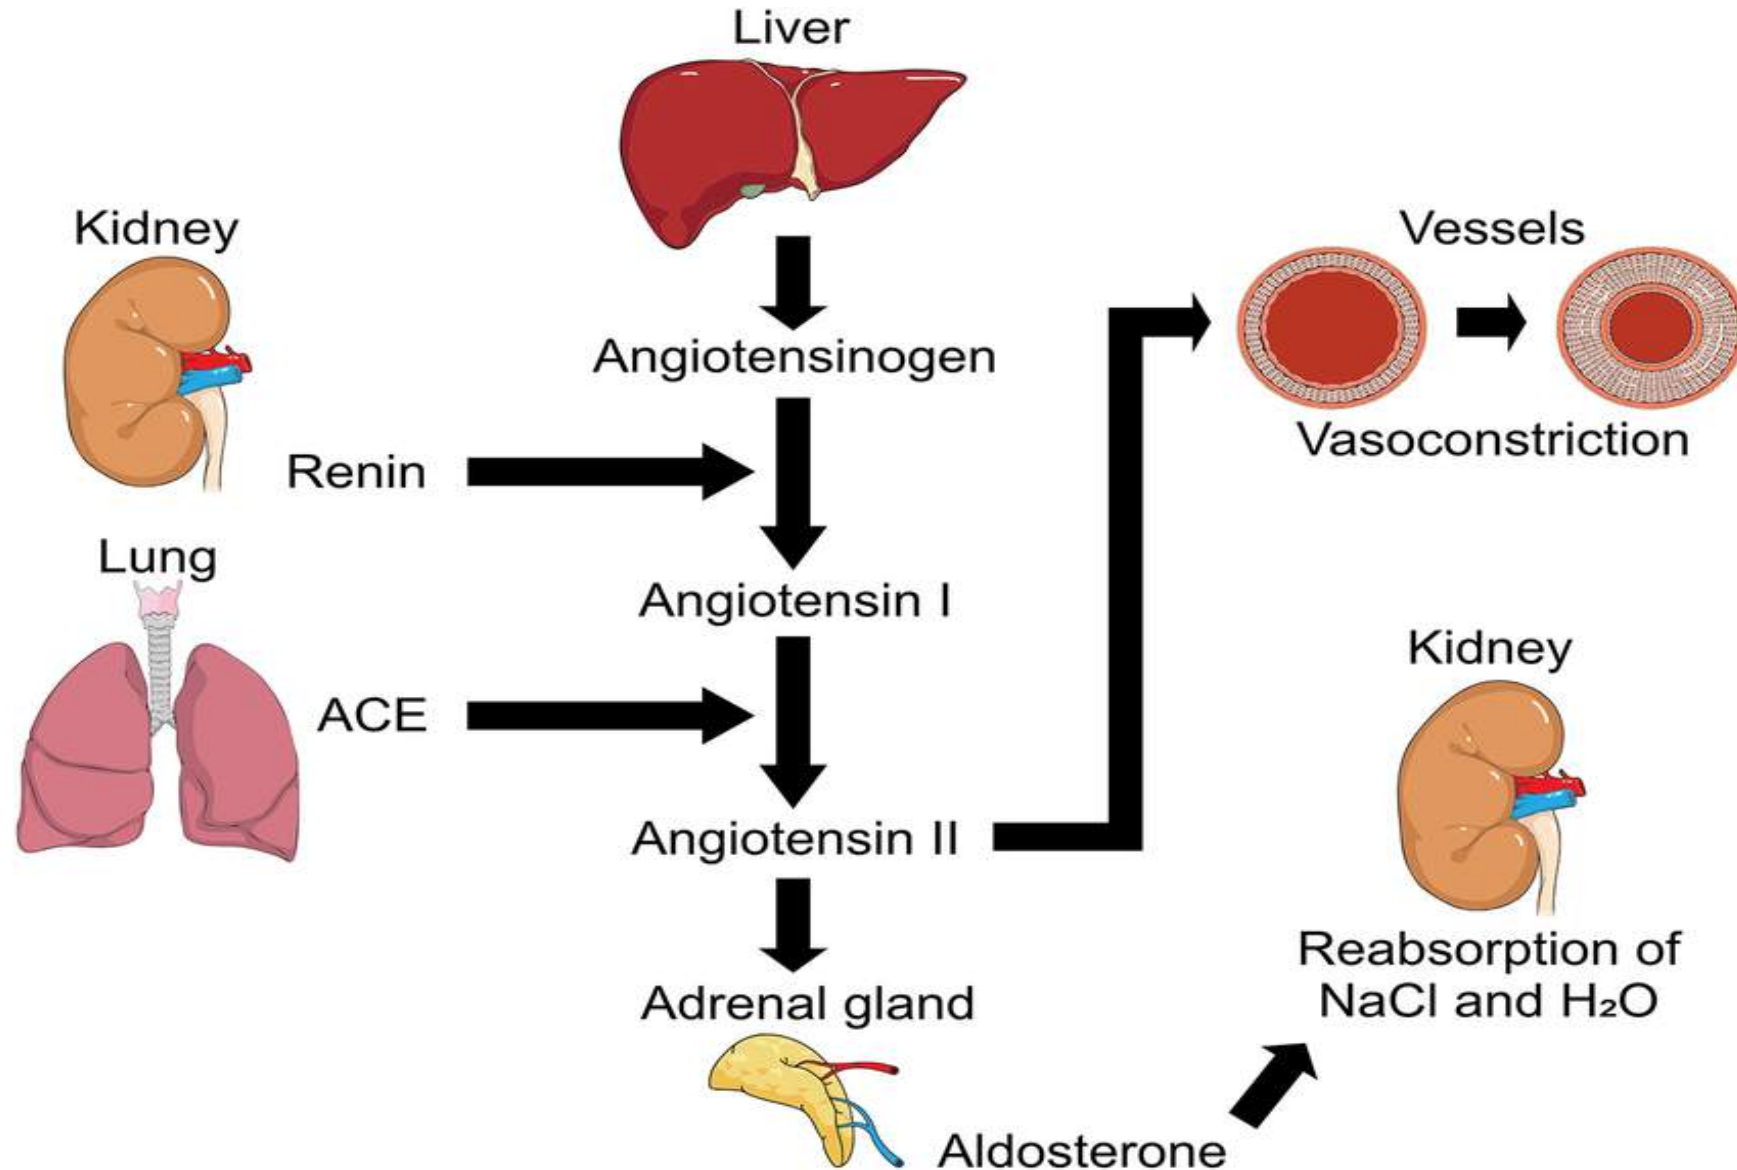 Liver
Kidney
Vessels
Angiotensinogen
Vasoconstriction
Renin
Lung
Angiotensin I
Kidney
ACE
Angiotensin II
Reabsorption of
NaCl and H₂O
Adrenal gland
Aldosterone